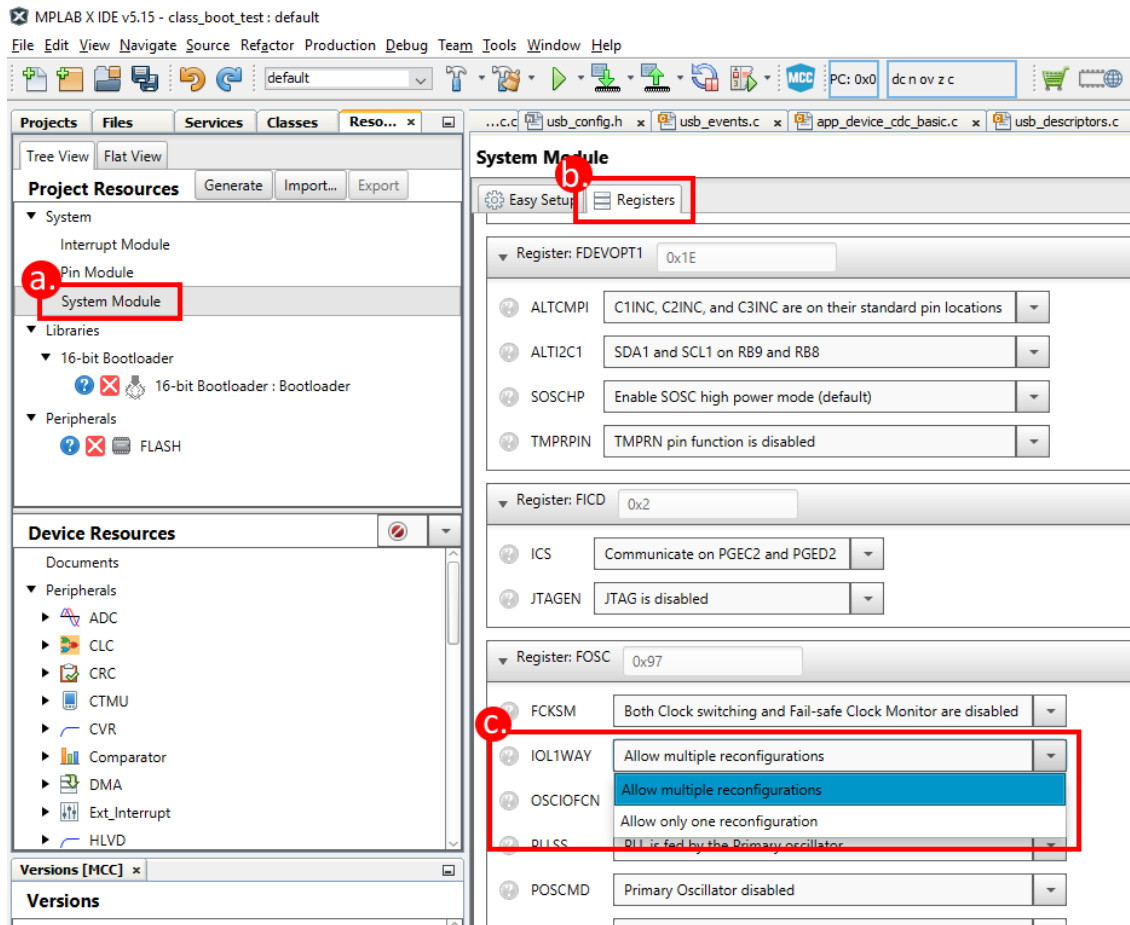 MPLAB X IDE v5.15 - class_boot_test : default
File Edit View Navigate Source Refactor Production Debug Team Tools Window Help
default
MCC
PC: 0x0
dc n ov z c
Projects Files Services Classes Reso... x
...c.c usb_config.h x usb_events.c x app_device_cdc_basic.c x usb_descriptors.c
Tree View Flat View
Project Resources Generate Import... Export
System
Interrupt Module
Pin Module
a.
System Module
Libraries
16-bit Bootloader
16-bit Bootloader : Bootloader
Peripherals
FLASH
Device Resources
Documents
Peripherals
ADC
CLC
CRC
CTMU
CVR
Comparator
DMA
Ext_Interrupt
HLVD
Versions [MCC] x
Versions
System Module
b.
Easy Setup Registers
Register: FDEVOPT1 0x1E
ALTCMPI C1INC, C2INC, and C3INC are on their standard pin locations
ALTI2C1 SDA1 and SCL1 on RB9 and RB8
SOSCHP Enable SOSC high power mode (default)
TMPRPIN TMPRN pin function is disabled
Register: FICD 0x2
ICS Communicate on PGEC2 and PGED2
JTAGEN JTAG is disabled
Register: FOSC 0x97
FCKSM Both Clock switching and Fail-safe Clock Monitor are disabled
c.
IOL1WAY Allow multiple reconfigurations
Allow multiple reconfigurations
OSCIOFCN
Allow only one reconfiguration
PLLSS PLL is fed by the Primary oscillator
POSCMD Primary Oscillator disabled